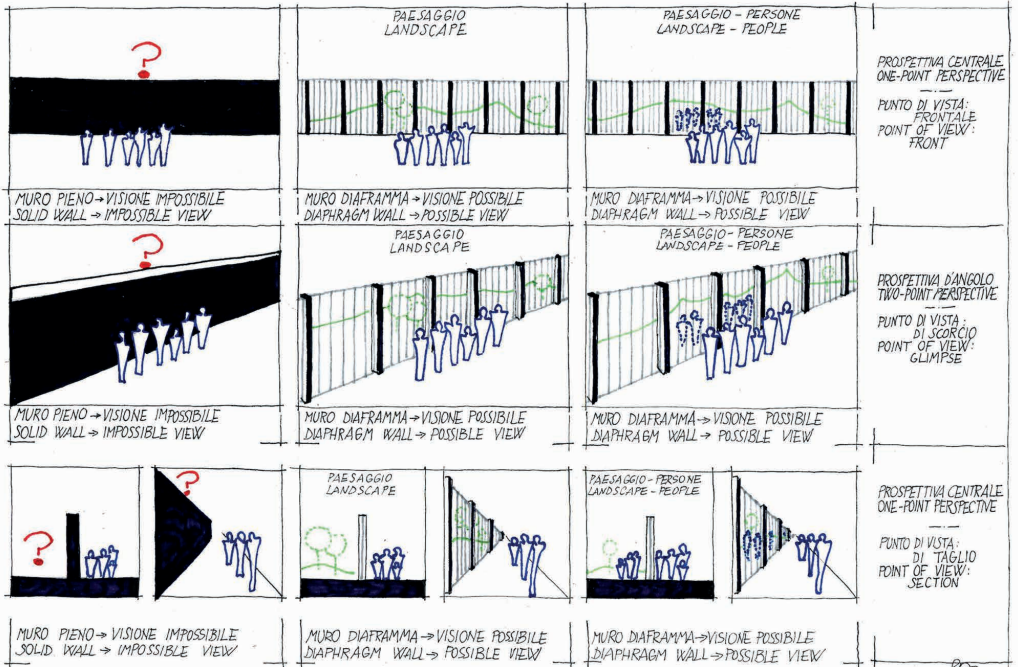 PAESAGGIO
LANDSCAPE
PAESAGGIO - PERSONE
LANDSCAPE - PEOPLE
?
PROSPETTIVA CENTRALE
ONE-POINT PERSPECTIVE
PUNTO DI VISTA:
FRONTALE
POINT OF VIEW:
FRONT
MURO PIENO → VISIONE IMPOSSIBILE
SOLID WALL → IMPOSSIBLE VIEW
MURO DIAFRAMMA → VISIONE POSSIBILE
DIAPHRAGM WALL → POSSIBLE VIEW
MURO DIAFRAMMA → VISIONE POSSIBILE
DIAPHRAGM WALL → POSSIBLE VIEW
?
PAESAGGIO
LANDSCAPE
PAESAGGIO - PERSONE
LANDSCAPE - PEOPLE
PROSPETTIVA D'ANGOLO
TWO-POINT PERSPECTIVE
PUNTO DI VISTA:
DI SCORCIO
POINT OF VIEW:
GLIMPSE
MURO PIENO → VISIONE IMPOSSIBILE
SOLID WALL → IMPOSSIBLE VIEW
MURO DIAFRAMMA → VISIONE POSSIBILE
DIAPHRAGM WALL → POSSIBLE VIEW
MURO DIAFRAMMA → VISIONE POSSIBILE
DIAPHRAGM WALL → POSSIBLE VIEW
?
?
PAESAGGIO
LANDSCAPE
PAESAGGIO - PERSONE
LANDSCAPE - PEOPLE
PROSPETTIVA CENTRALE
ONE-POINT PERSPECTIVE
PUNTO DI VISTA:
DI TAGLIO
POINT OF VIEW:
SECTION
MURO PIENO → VISIONE IMPOSSIBILE
SOLID WALL → IMPOSSIBLE VIEW
MURO DIAFRAMMA → VISIONE POSSIBILE
DIAPHRAGM WALL → POSSIBLE VIEW
MURO DIAFRAMMA → VISIONE POSSIBILE
DIAPHRAGM WALL → POSSIBLE VIEW